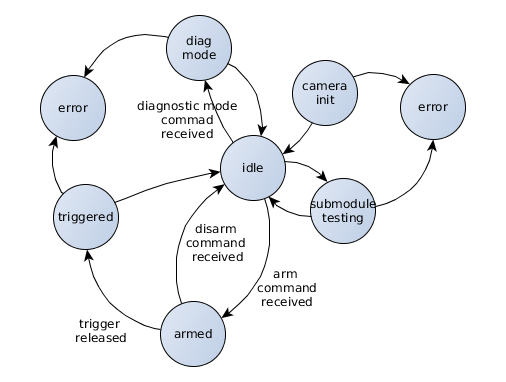 diag
mode
error
camera
init
error
diagnostic mode
commad
received
idle
submodule
testing
triggered
disarm
command
received
arm
command
received
trigger
released
armed